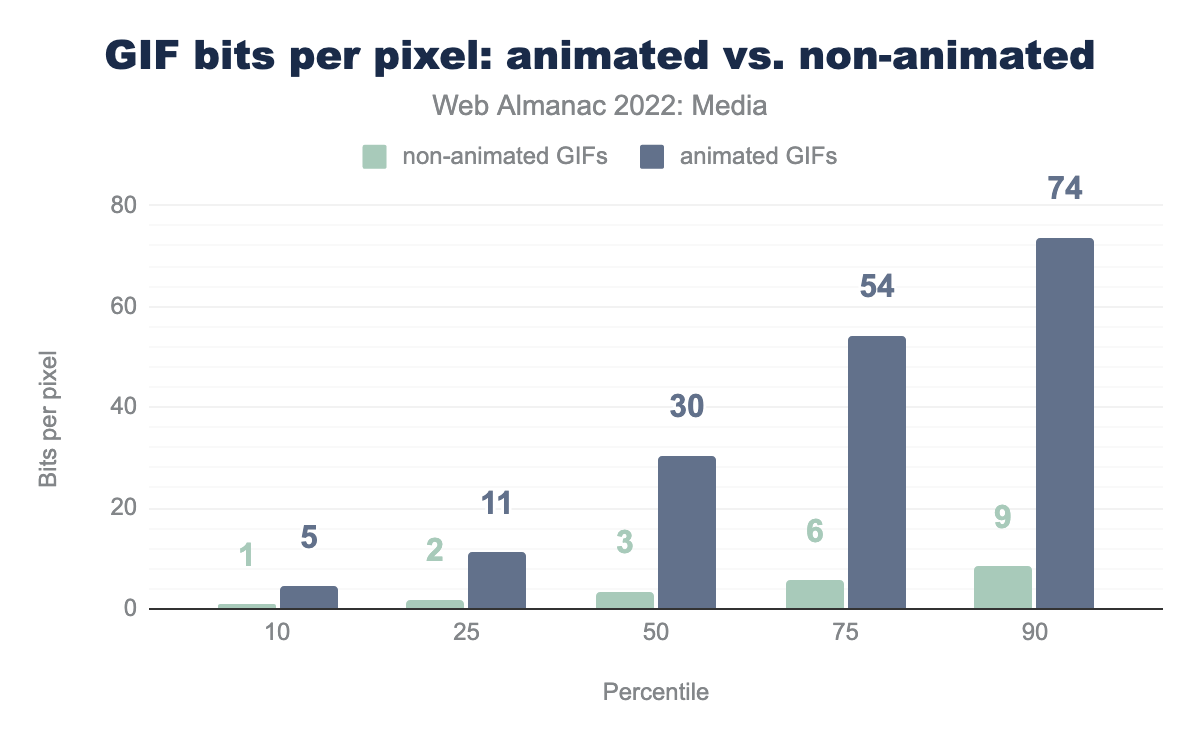 GIF bits per pixel: animated vs. non-animated
Web Almanac 2022: Media
non-animated GIFs animated GIFs
80
60
40
20
0
Bits per pixel
1 5
2 11
3 30
6 54
9 74
10 25 50 75 90
Percentile